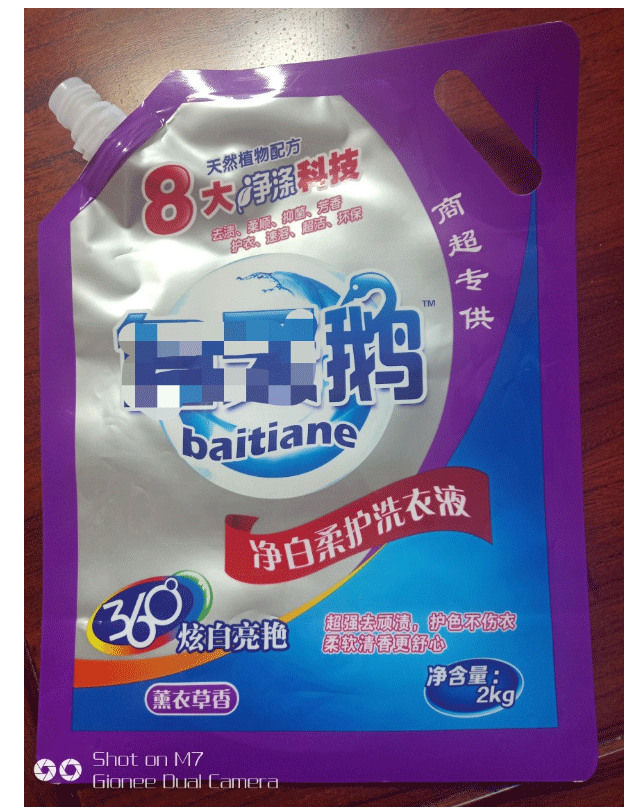 天然植物配方
8大净涤科技
去渍、柔顺、抑菌、芳香
护衣、速溶、超洁、环保
商超专供
鹅™
baitiane
净白柔护洗衣液
360°
炫白亮艳
超强去顽渍，护色不伤衣
柔软清香更舒心
薰衣草香
净含量：
2kg
Shot on M7
Gionee Dual Camera